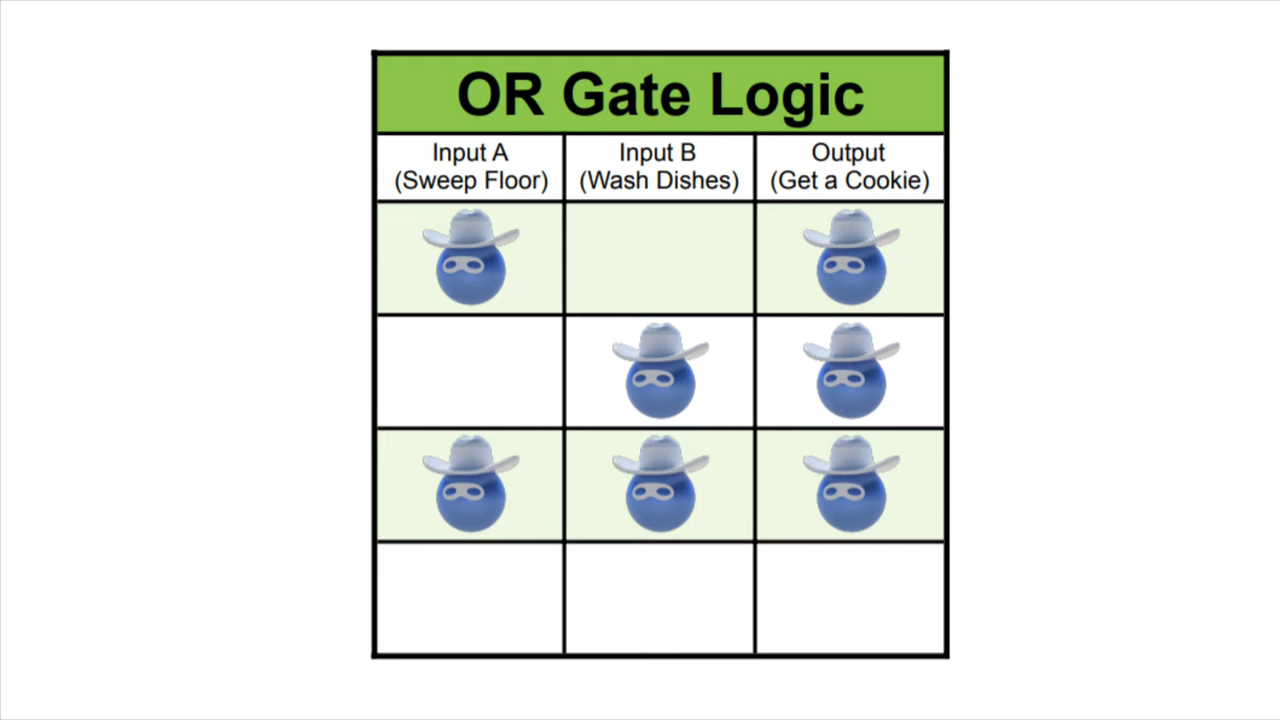 OR Gate Logic
Input A
(Sweep Floor)
Input B
(Wash Dishes)
Output
(Get a Cookie)